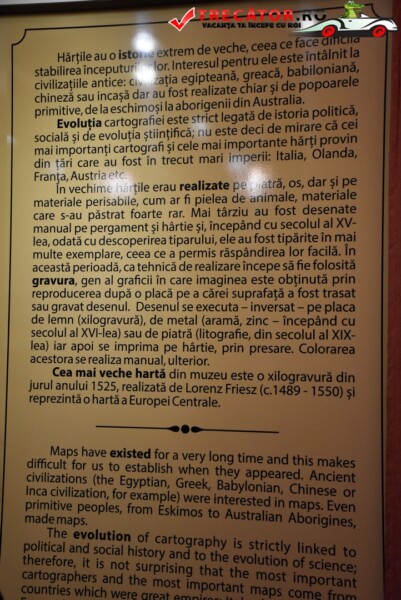 TRECATOR.RO
VACANȚA TA ÎNCEPE CU NOI
Hărțile au o istorie extrem de veche, ceea ce face dificilă
stabilirea începuturilor lor. Interesul pentru ele este întâlnit la
civilizațiile antice: civilizația egipteană, greacă, babiloniană,
chineză sau incașă dar au fost realizate chiar și de popoarele
primitive, de la eschimoși la aborigenii din Australia.
Evoluția cartografiei este strict legată de istoria politică,
socială și de evoluția științifică; nu este deci de mirare că cei
mai importanți cartografi și cele mai importante hărți provin
din țări care au fost în trecut mari imperii: Italia, Olanda,
Franța, Austria etc.
În vechime hărțile erau realizate pe piatră, os, dar și pe
materiale perisabile, cum ar fi pielea de animale, materiale
care s-au păstrat foarte rar. Mai târziu au fost desenate
manual pe pergament și hârtie și, începând cu secolul al XV-
lea, odată cu descoperirea tiparului, ele au fost tipărite în mai
multe exemplare, ceea ce a permis răspândirea lor facilă. În
această perioadă, ca tehnică de realizare începe să fie folosită
gravura, gen al graficii în care imaginea este obținută prin
reproducerea după o placă pe a cărei suprafață a fost trasat
sau gravat desenul. Desenul se executa – inversat – pe placa
de lemn (xilogravură), de metal (aramă, zinc – începând cu
secolul al XVI-lea) sau de piatră (litografie, din secolul al XIX-
lea) iar apoi se imprima pe hârtie, prin presare. Colorarea
acestora se realiza manual, ulterior.
Cea mai veche hartă din muzeu este o xilogravură din
jurul anului 1525, realizată de Lorenz Friesz (c.1489 - 1550) și
reprezintă o hartă a Europei Centrale.
Maps have existed for a very long time and this makes
difficult for us to establish when they appeared. Ancient
civilizations (the Egyptian, Greek, Babylonian, Chinese or
Inca civilization, for example) were interested in maps. Even
primitive peoples, from Eskimos to Australian Aborigines,
made maps.
The evolution of cartography is strictly linked to
political and social history and to the evolution of science;
therefore, it is not surprising that the most important
cartographers and the most important maps come from
countries which were great empires: